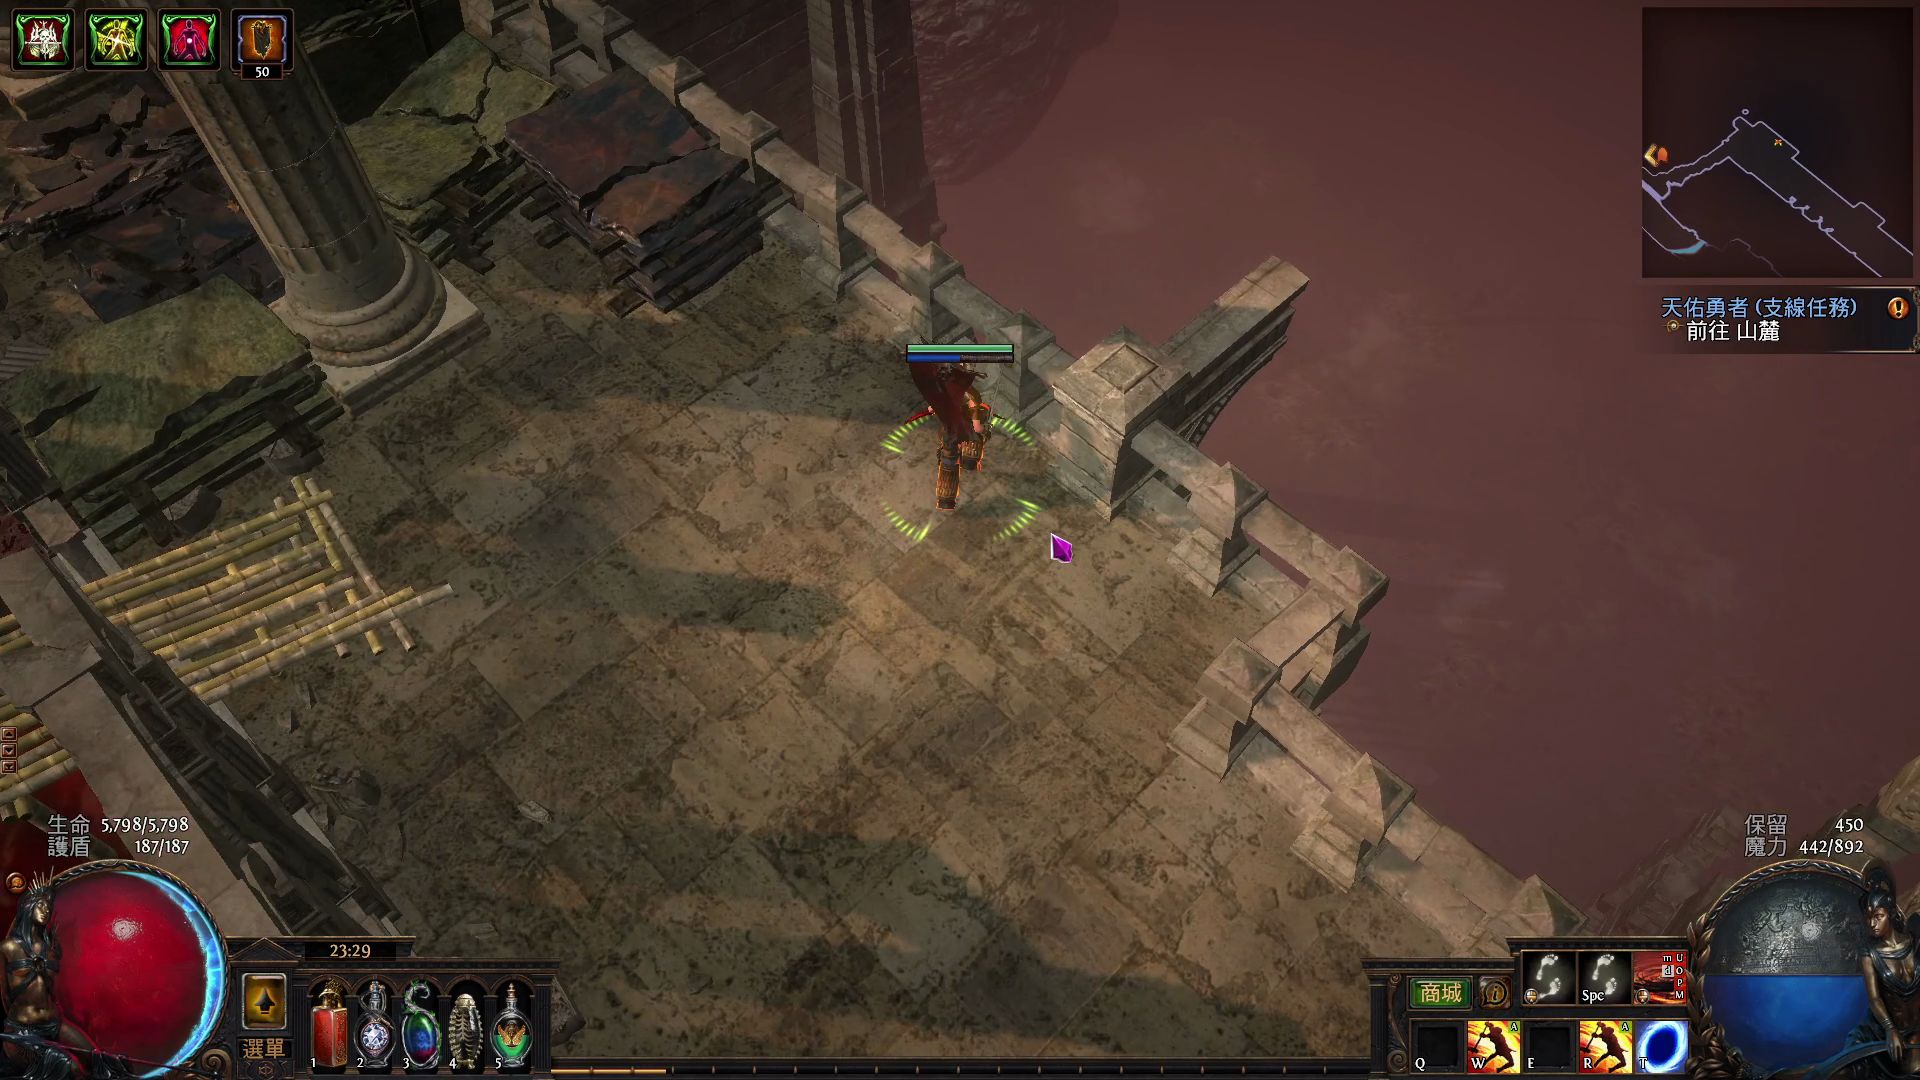 50
天佑勇者 (支線任務)
前往 山麓
生命 5,798/5,798
護盾 187/187
保留 450
魔力 442/892
23:29
選單
1
2
3
4
5
商城
Spc
m U
d O
P
M
Q
W A
E
R A
T